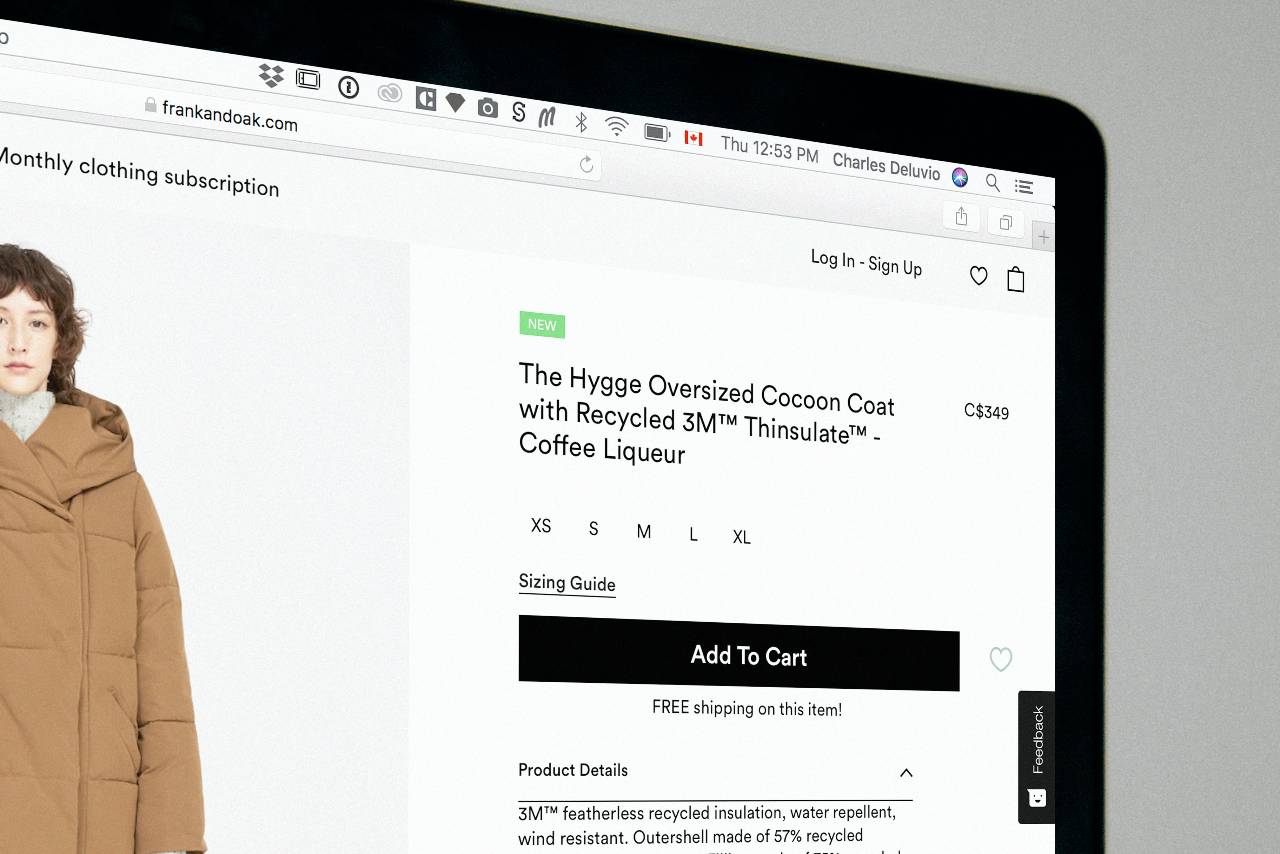 frankandoak.com
Thu 12:53 PM Charles Deluvio
Monthly clothing subscription
Log In - Sign Up
NEW
The Hygge Oversized Cocoon Coat
with Recycled 3M™ Thinsulate™ -
Coffee Liqueur
C$349
XS S M L XL
Sizing Guide
Add To Cart
FREE shipping on this item!
Feedback
Product Details
3M™ featherless recycled insulation, water repellent,
wind resistant. Outershell made of 57% recycled